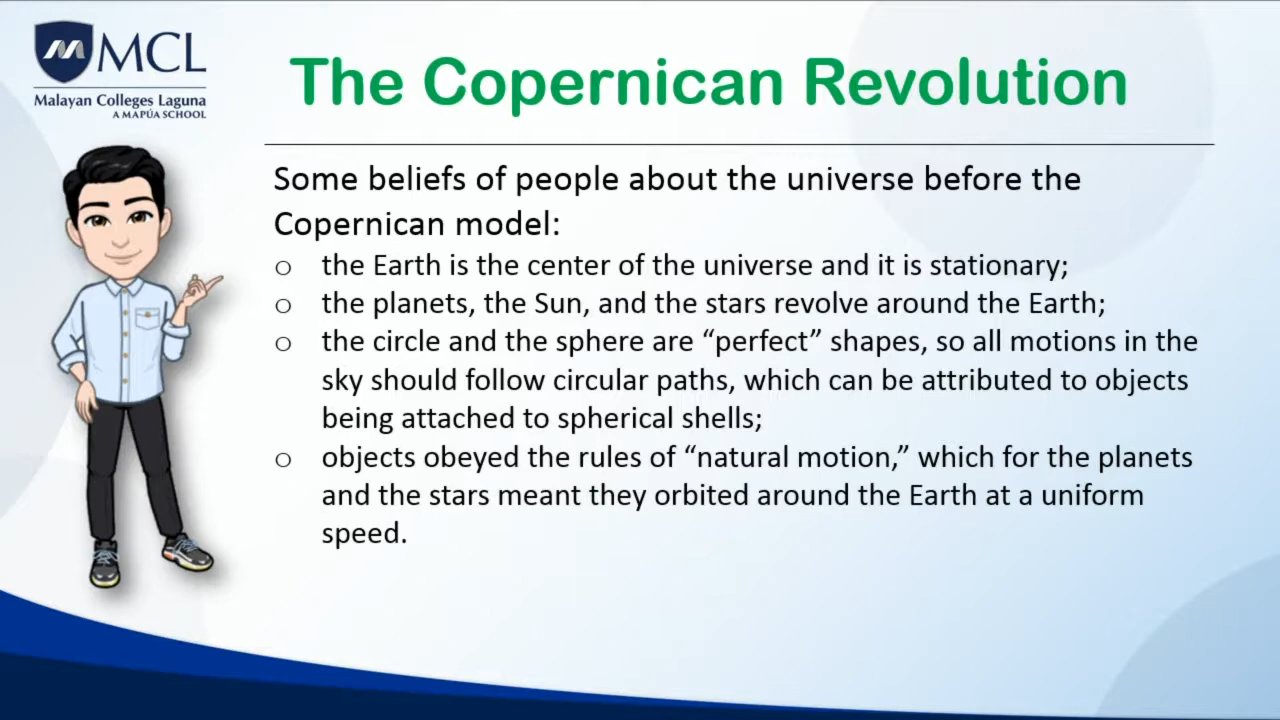 MCL
Malayan Colleges Laguna
A MAPÚA SCHOOL
The Copernican Revolution
Some beliefs of people about the universe before the
Copernican model:
o the Earth is the center of the universe and it is stationary;
o the planets, the Sun, and the stars revolve around the Earth;
o the circle and the sphere are “perfect” shapes, so all motions in the
sky should follow circular paths, which can be attributed to objects
being attached to spherical shells;
o objects obeyed the rules of “natural motion,” which for the planets
and the stars meant they orbited around the Earth at a uniform
speed.